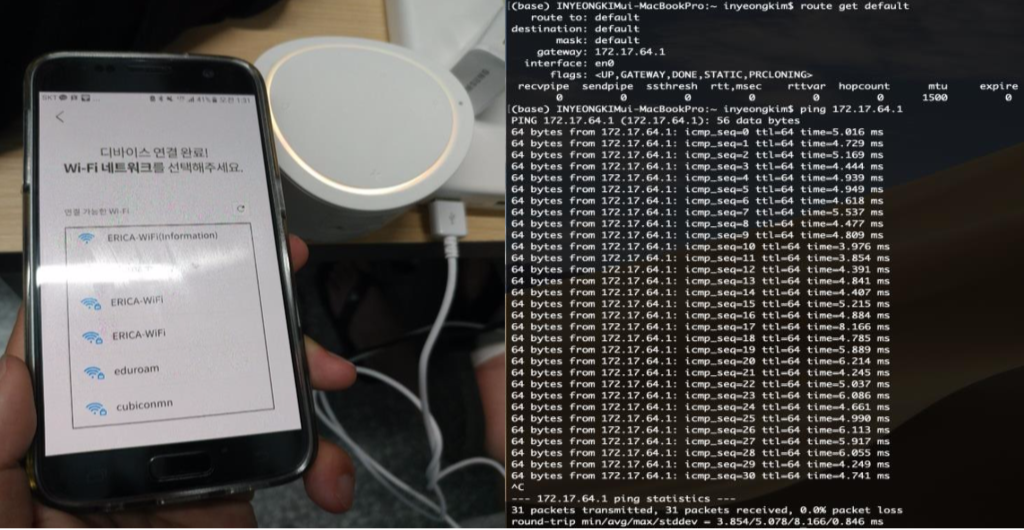 SKT
41% 오전 1:31
디바이스 연결 완료!
Wi-Fi 네트워크를 선택해주세요.
연결 가능한 Wi-Fi
ERICA-WiFi(Information)
ERICA-WiFi
ERICA-WiFi
eduroam
cubiconmn
SAMSUNG
(base) INYEONGKIMui-MacBookPro:~ inyeongkim$ route get default
route to: default
destination: default
mask: default
gateway: 172.17.64.1
interface: en0
flags: <UP,GATEWAY,DONE,STATIC,PRCLONING>
recvpipe sendpipe ssthresh rtt,msec rttvar hopcount mtu expire
0 0 0 0 0 0 1500 0
(base) INYEONGKIMui-MacBookPro:~ inyeongkim$ ping 172.17.64.1
PING 172.17.64.1 (172.17.64.1): 56 data bytes
64 bytes from 172.17.64.1: icmp_seq=0 ttl=64 time=5.016 ms
64 bytes from 172.17.64.1: icmp_seq=1 ttl=64 time=4.729 ms
64 bytes from 172.17.64.1: icmp_seq=2 ttl=64 time=5.169 ms
64 bytes from 172.17.64.1: icmp_seq=3 ttl=64 time=4.444 ms
64 bytes from 172.17.64.1: icmp_seq=4 ttl=64 time=4.939 ms
64 bytes from 172.17.64.1: icmp_seq=5 ttl=64 time=4.949 ms
64 bytes from 172.17.64.1: icmp_seq=6 ttl=64 time=4.618 ms
64 bytes from 172.17.64.1: icmp_seq=7 ttl=64 time=5.537 ms
64 bytes from 172.17.64.1: icmp_seq=8 ttl=64 time=4.477 ms
64 bytes from 172.17.64.1: icmp_seq=9 ttl=64 time=4.809 ms
64 bytes from 172.17.64.1: icmp_seq=10 ttl=64 time=3.976 ms
64 bytes from 172.17.64.1: icmp_seq=11 ttl=64 time=3.854 ms
64 bytes from 172.17.64.1: icmp_seq=12 ttl=64 time=4.391 ms
64 bytes from 172.17.64.1: icmp_seq=13 ttl=64 time=4.841 ms
64 bytes from 172.17.64.1: icmp_seq=14 ttl=64 time=4.407 ms
64 bytes from 172.17.64.1: icmp_seq=15 ttl=64 time=5.215 ms
64 bytes from 172.17.64.1: icmp_seq=16 ttl=64 time=4.884 ms
64 bytes from 172.17.64.1: icmp_seq=17 ttl=64 time=8.166 ms
64 bytes from 172.17.64.1: icmp_seq=18 ttl=64 time=4.785 ms
64 bytes from 172.17.64.1: icmp_seq=19 ttl=64 time=5.889 ms
64 bytes from 172.17.64.1: icmp_seq=20 ttl=64 time=6.214 ms
64 bytes from 172.17.64.1: icmp_seq=21 ttl=64 time=4.245 ms
64 bytes from 172.17.64.1: icmp_seq=22 ttl=64 time=5.037 ms
64 bytes from 172.17.64.1: icmp_seq=23 ttl=64 time=6.086 ms
64 bytes from 172.17.64.1: icmp_seq=24 ttl=64 time=4.661 ms
64 bytes from 172.17.64.1: icmp_seq=25 ttl=64 time=4.990 ms
64 bytes from 172.17.64.1: icmp_seq=26 ttl=64 time=6.113 ms
64 bytes from 172.17.64.1: icmp_seq=27 ttl=64 time=5.917 ms
64 bytes from 172.17.64.1: icmp_seq=28 ttl=64 time=6.055 ms
64 bytes from 172.17.64.1: icmp_seq=29 ttl=64 time=4.249 ms
64 bytes from 172.17.64.1: icmp_seq=30 ttl=64 time=4.741 ms
^C
--- 172.17.64.1 ping statistics ---
31 packets transmitted, 31 packets received, 0.0% packet loss
round-trip min/avg/max/stddev = 3.854/5.078/8.166/0.846 ms